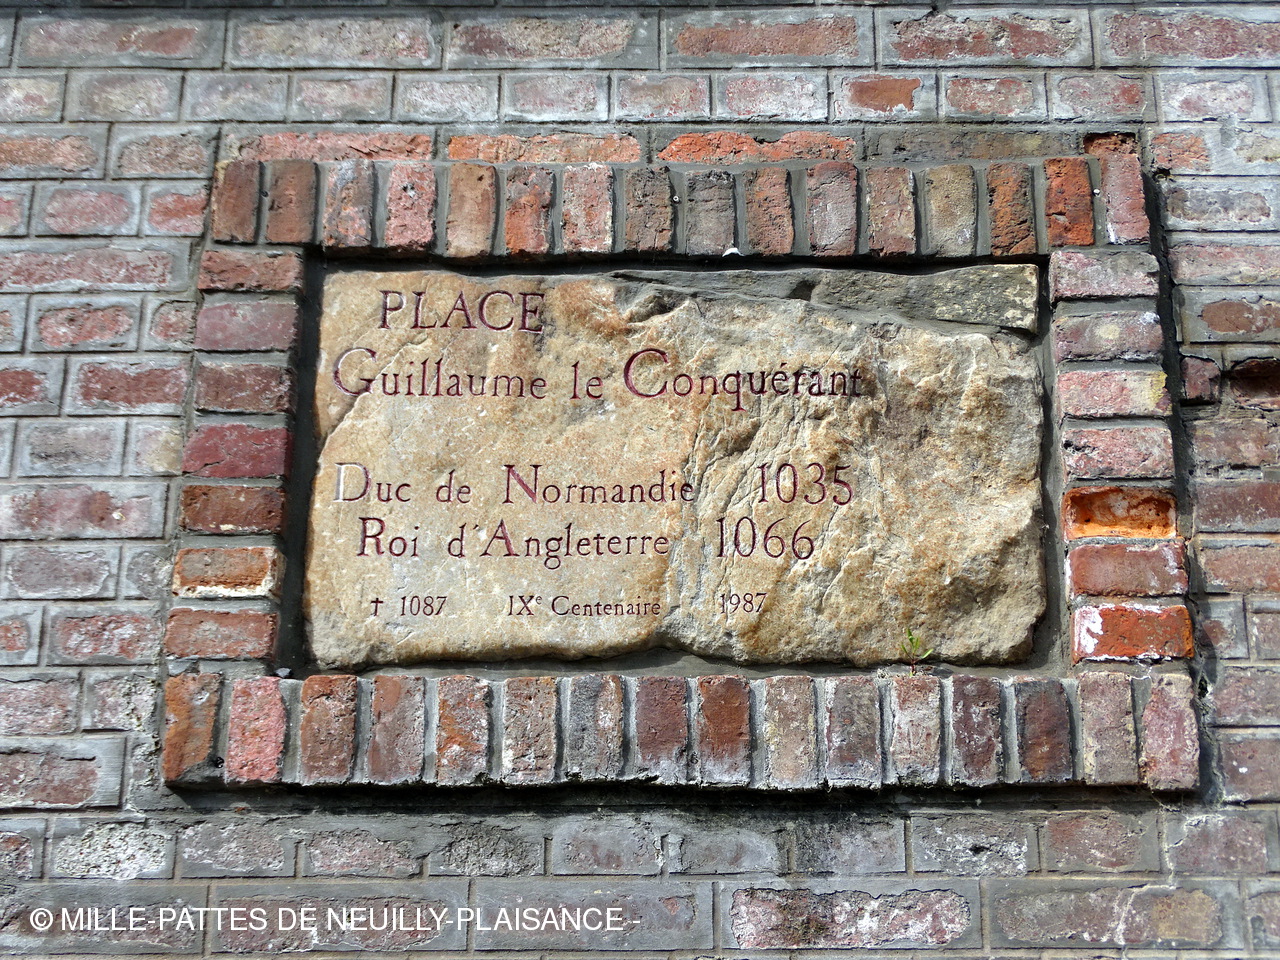 PLACE
Guillaume le Conquérant
Duc de Normandie 1035
Roi d'Angleterre 1066
† 1087 IXe Centenaire 1987
© MILLE-PATTES DE NEUILLY-PLAISANCE -